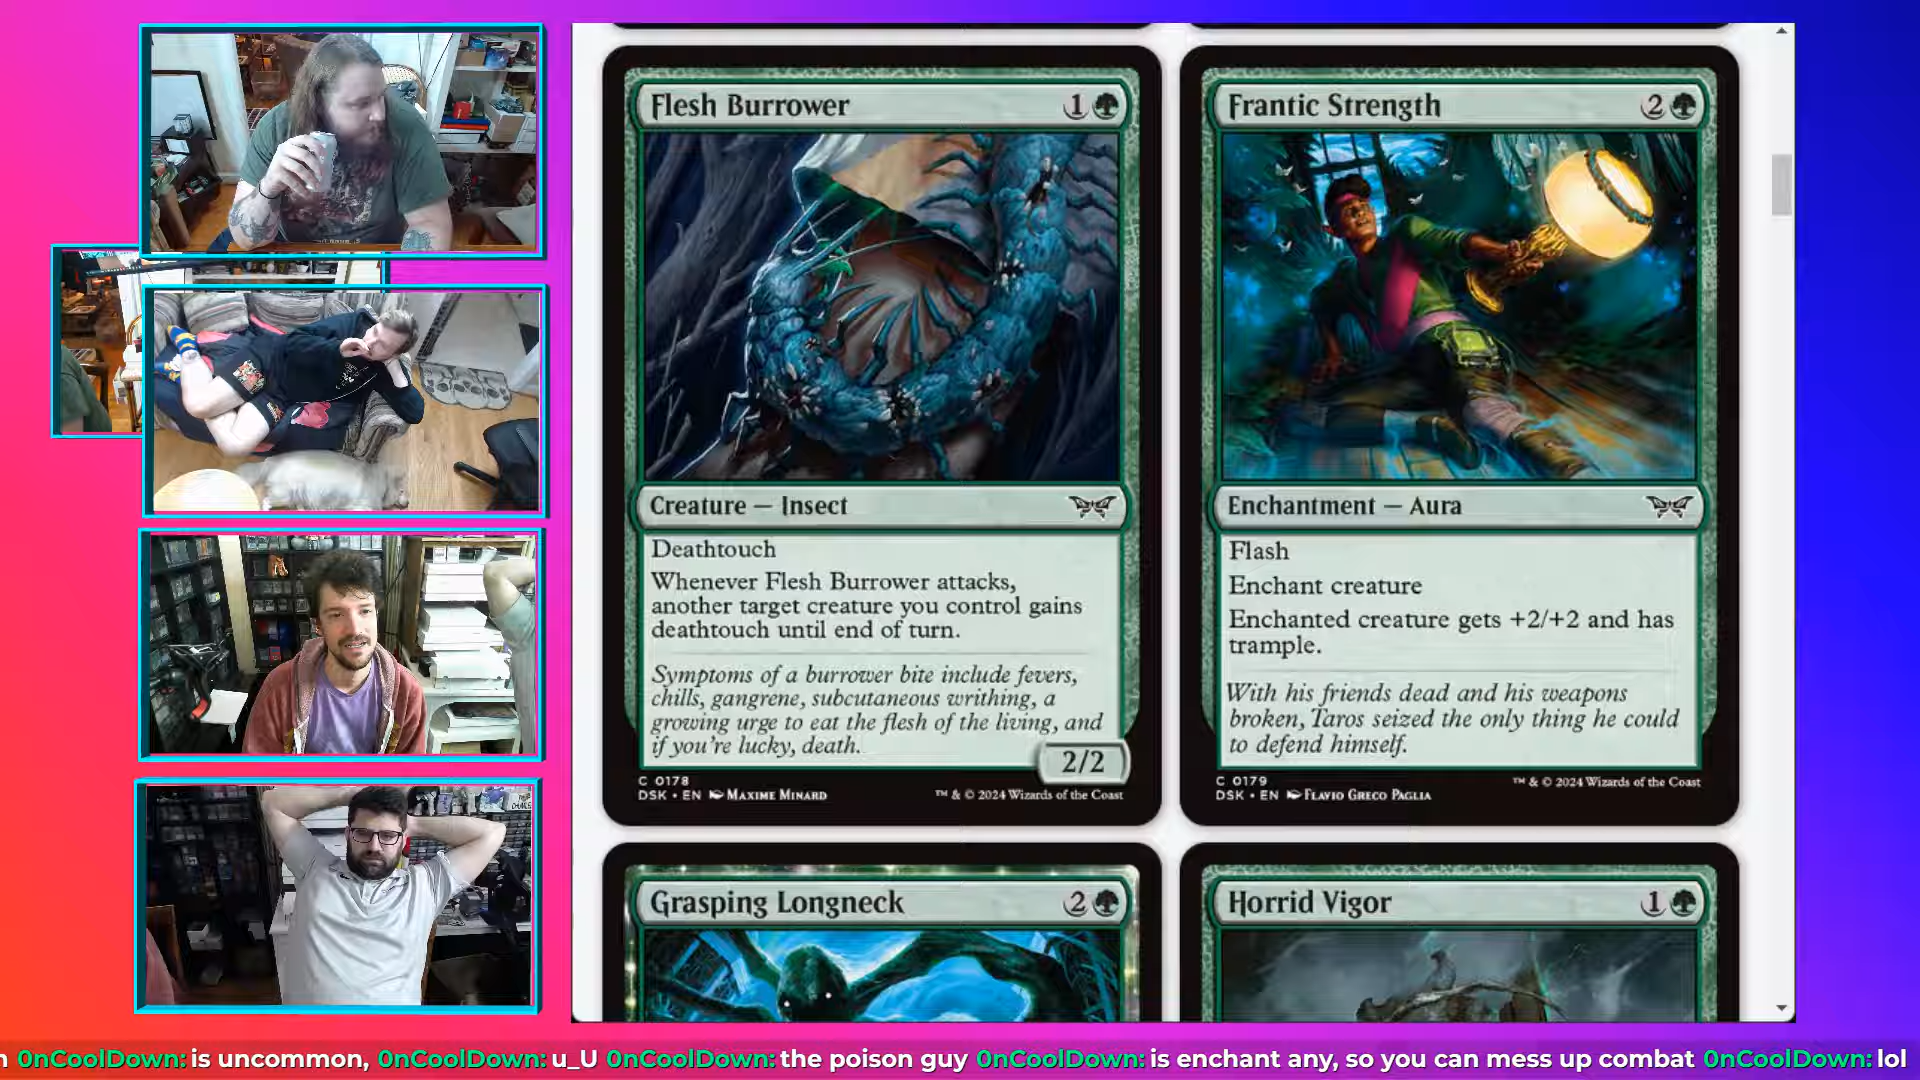 Flesh Burrower 1
Creature — Insect
Deathtouch
Whenever Flesh Burrower attacks,
another target creature you control gains
deathtouch until end of turn.
Symptoms of a burrower bite include fevers,
chills, gangrene, subcutaneous writhing, a
growing urge to eat the flesh of the living, and
if you're lucky, death.
2/2
C 0178
DSK • EN MAXIME MINARD
™ & © 2024 Wizards of the Coast
Frantic Strength 2
Enchantment — Aura
Flash
Enchant creature
Enchanted creature gets +2/+2 and has
trample.
With his friends dead and his weapons
broken, Taros seized the only thing he could
to defend himself.
C 0179
DSK • EN FLAVIO GRECO PAGLIA
™ & © 2024 Wizards of the Coast
Grasping Longneck 2
Horrid Vigor 1
0nCoolDown: is uncommon, 0nCoolDown: u_U 0nCoolDown: the poison guy 0nCoolDown: is enchant any, so you can mess up combat 0nCoolDown: lol